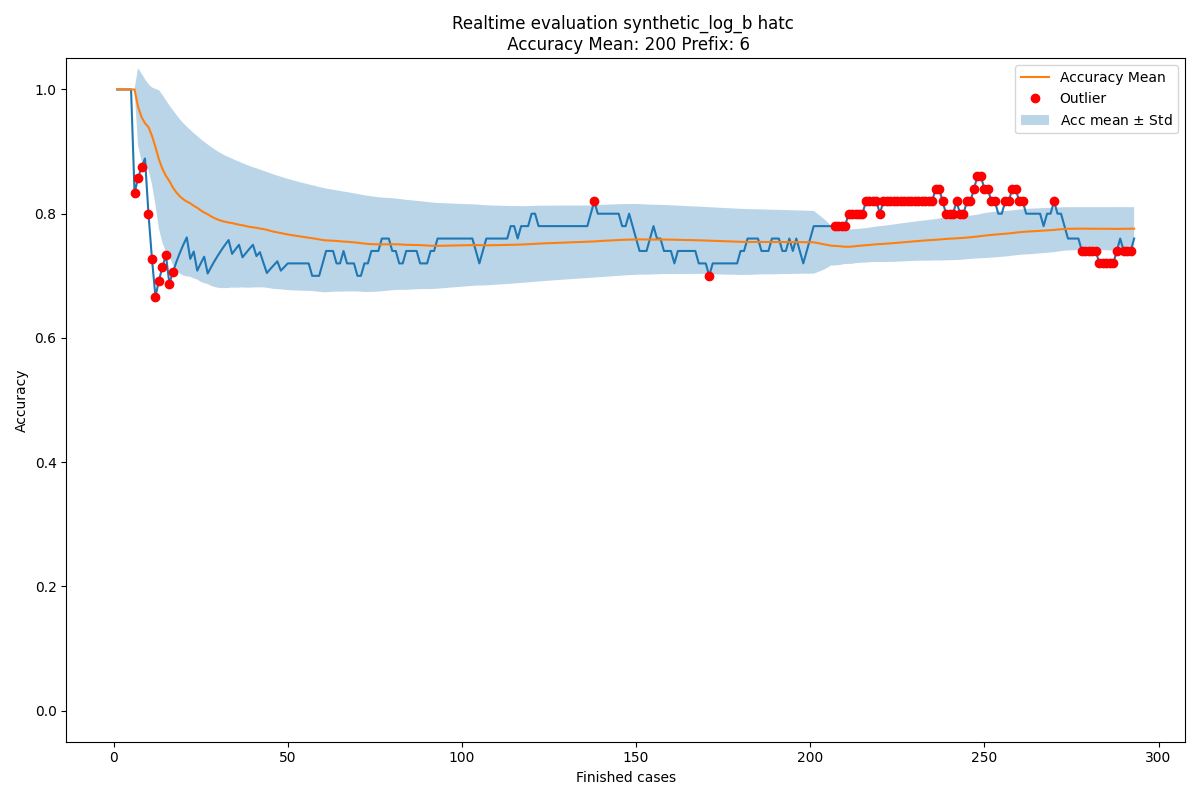 Realtime evaluation synthetic_log_b hatc
Accuracy Mean: 200 Prefix: 6
Accuracy Mean
Outlier
Acc mean ± Std
Accuracy
1.0
0.8
0.6
0.4
0.2
0.0
0 50 100 150 200 250 300
Finished cases